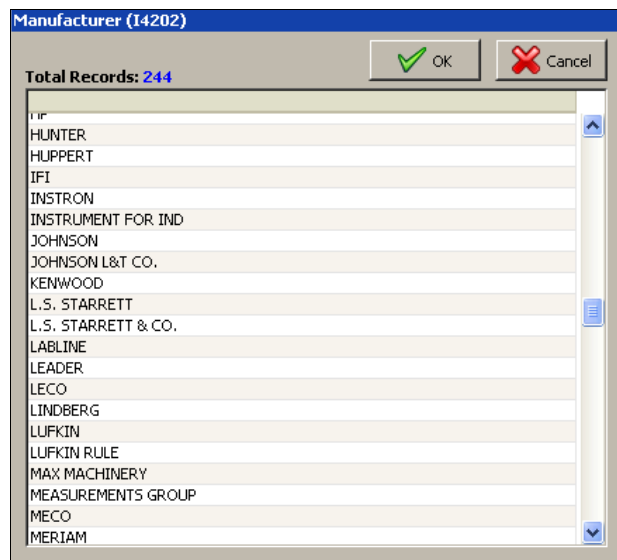 Manufacturer (I4202)
OK
Cancel
Total Records: 244
HUNTER
HUPPERT
IFI
INSTRON
INSTRUMENT FOR IND
JOHNSON
JOHNSON L&T CO.
KENWOOD
L.S. STARRETT
L.S. STARRETT & CO.
LABLINE
LEADER
LECO
LINDBERG
LUFKIN
LUFKIN RULE
MAX MACHINERY
MEASUREMENTS GROUP
MECO
MERIAM